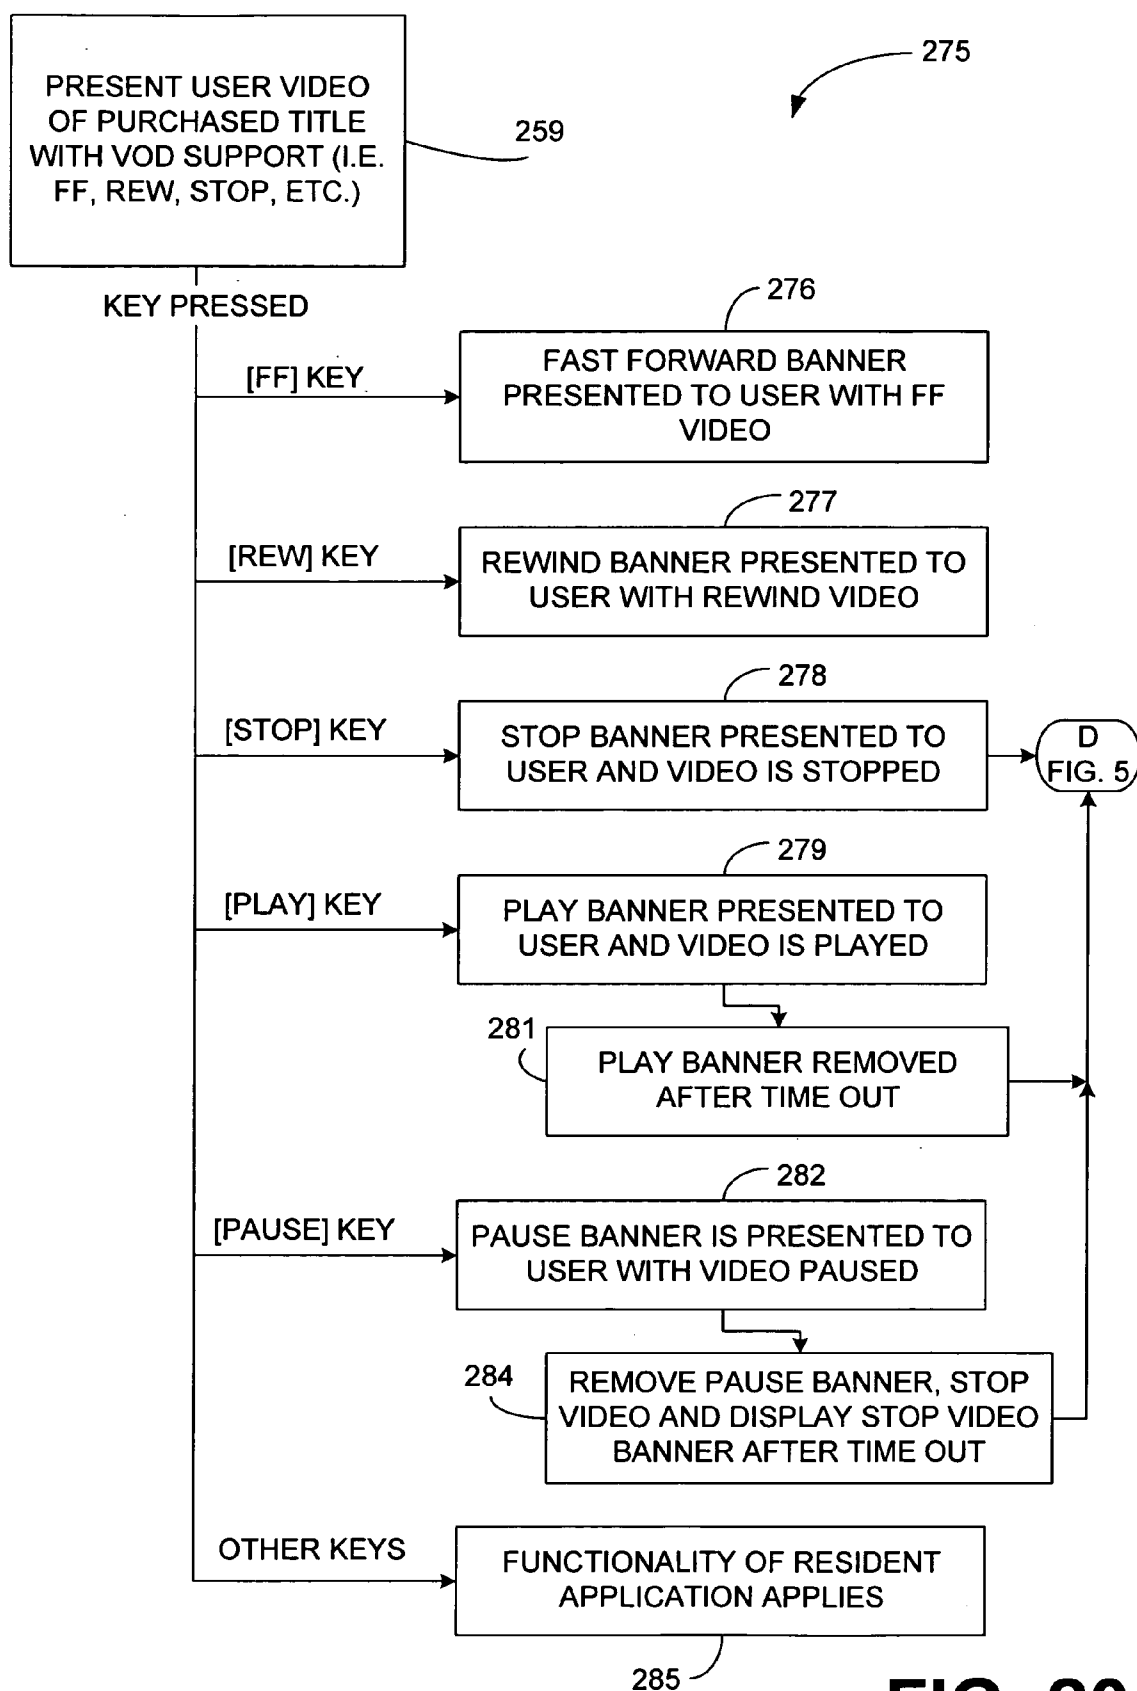 275
PRESENT USER VIDEO
OF PURCHASED TITLE
WITH VOD SUPPORT (I.E.
FF, REW, STOP, ETC.)
259
KEY PRESSED
276
[FF] KEY
FAST FORWARD BANNER
PRESENTED TO USER WITH FF
VIDEO
277
[REW] KEY
REWIND BANNER PRESENTED TO
USER WITH REWIND VIDEO
278
[STOP] KEY
STOP BANNER PRESENTED TO
USER AND VIDEO IS STOPPED
D
FIG. 5
279
[PLAY] KEY
PLAY BANNER PRESENTED TO
USER AND VIDEO IS PLAYED
281
PLAY BANNER REMOVED
AFTER TIME OUT
282
[PAUSE] KEY
PAUSE BANNER IS PRESENTED TO
USER WITH VIDEO PAUSED
284
REMOVE PAUSE BANNER, STOP
VIDEO AND DISPLAY STOP VIDEO
BANNER AFTER TIME OUT
OTHER KEYS
FUNCTIONALITY OF RESIDENT
APPLICATION APPLIES
285